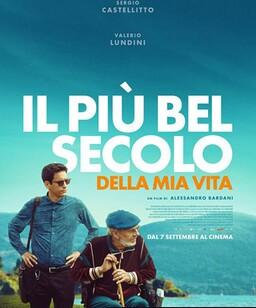 SERGIO
CASTELLITTO
VALERIO
LUNDINI
IL PIÙ BEL
SECOLO
DELLA MIA VITA
UN FILM DI ALESSANDRO BARDANI
DAL 7 SETTEMBRE AL CINEMA